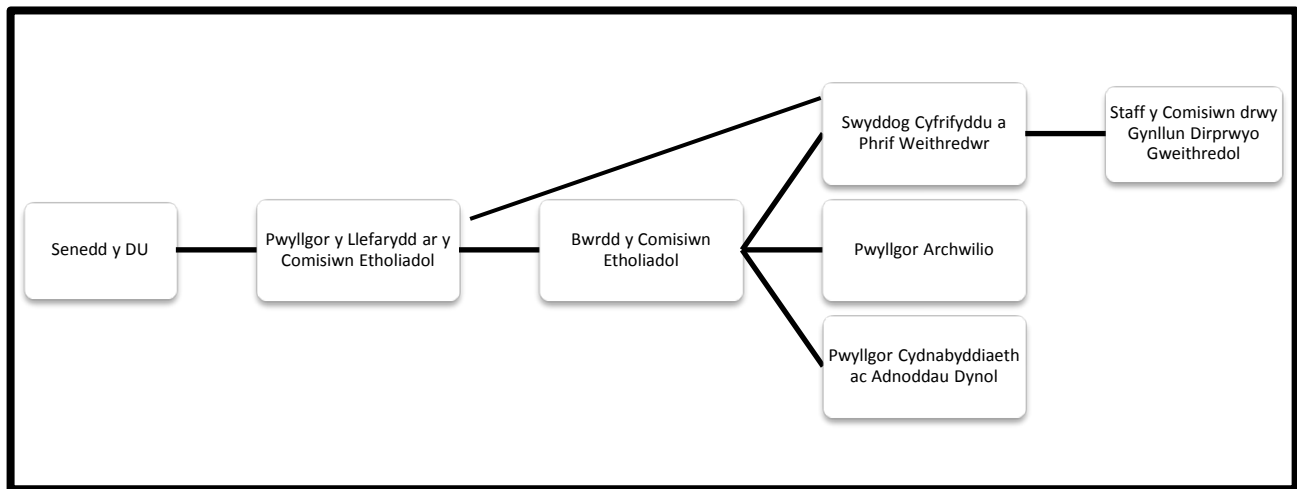 Senedd y DU
Pwyllgor y Llefarydd ar y
Comisiwn Etholiadol
Bwrdd y Comisiwn
Etholiadol
Swyddog Cyfrifyddu a
Phrif Weithredwr
Staff y Comisiwn drwy
Gynllun Dirprwyo
Gweithredol
Pwyllgor Archwilio
Pwyllgor Cydnabyddiaeth
ac Adnoddau Dynol